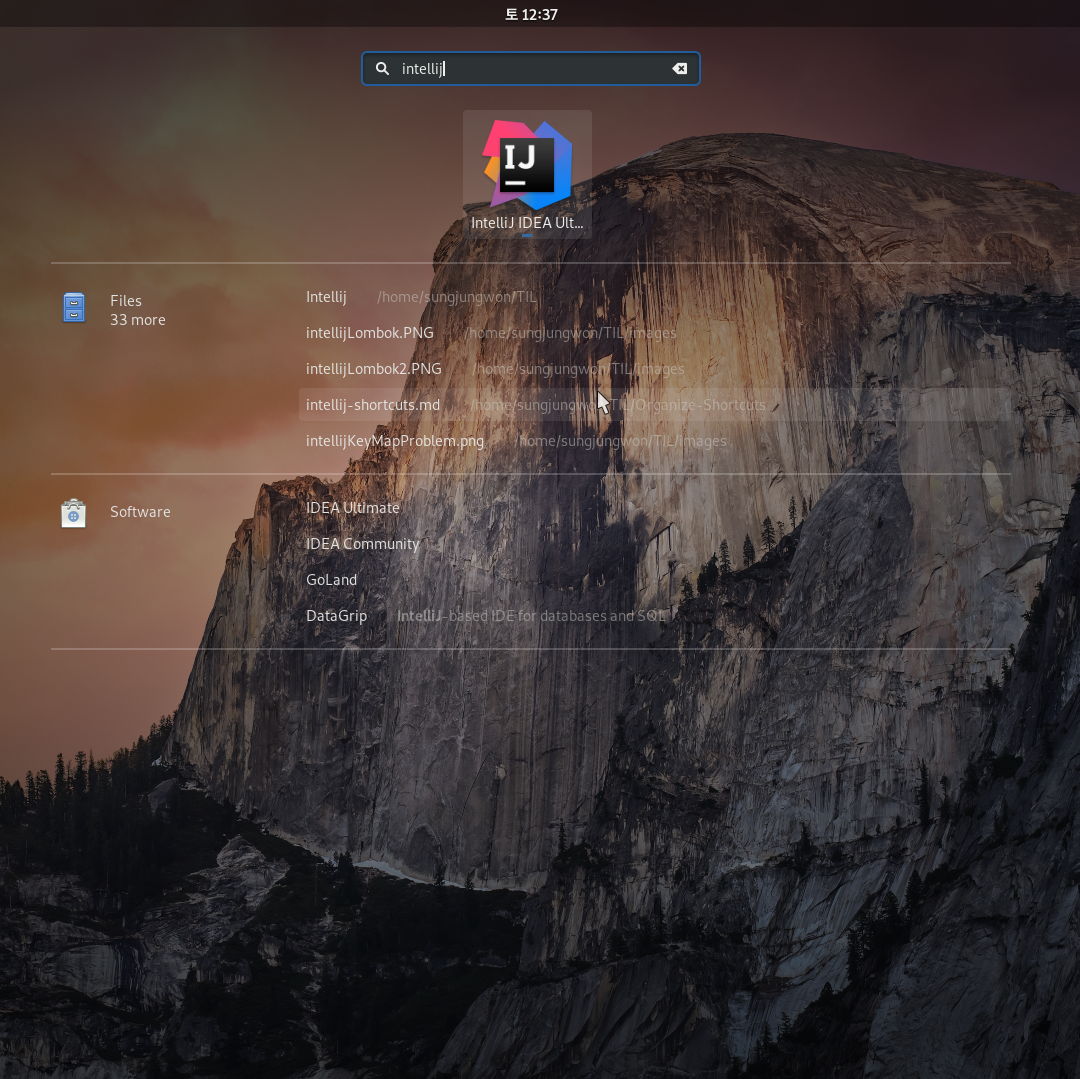 토 12:37
intellij
IJ
IntelliJ IDEA Ult...
Files
33 more
Intellij /home/sungjungwon/TIL
intellijLombok.PNG /home/sungjungwon/TIL/images
intellijLombok2.PNG /home/sungjungwon/TIL/images
intellij-shortcuts.md /home/sungjungwon/TIL/Organize-Shortcuts
intellijKeyMapProblem.png /home/sungjungwon/TIL/images
Software
IDEA Ultimate
IDEA Community
GoLand
DataGrip IntelliJ-based IDE for databases and SQL